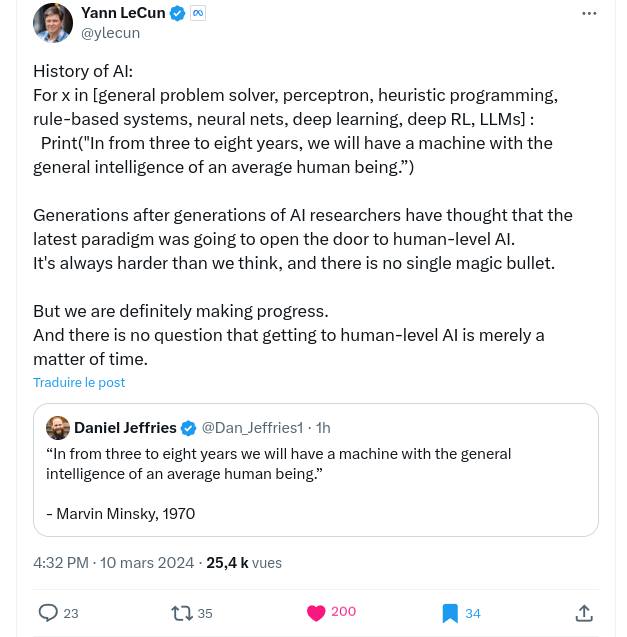 Yann LeCun
@ylecun
History of AI:
For x in [general problem solver, perceptron, heuristic programming,
rule-based systems, neural nets, deep learning, deep RL, LLMs] :
Print("In from three to eight years, we will have a machine with the
general intelligence of an average human being.”)
Generations after generations of AI researchers have thought that the
latest paradigm was going to open the door to human-level AI.
It's always harder than we think, and there is no single magic bullet.
But we are definitely making progress.
And there is no question that getting to human-level AI is merely a
matter of time.
Traduire le post
Daniel Jeffries @Dan_Jeffries1 · 1h
“In from three to eight years we will have a machine with the general
intelligence of an average human being.”
- Marvin Minsky, 1970
4:32 PM · 10 mars 2024 · 25,4 k vues
23 35 200 34